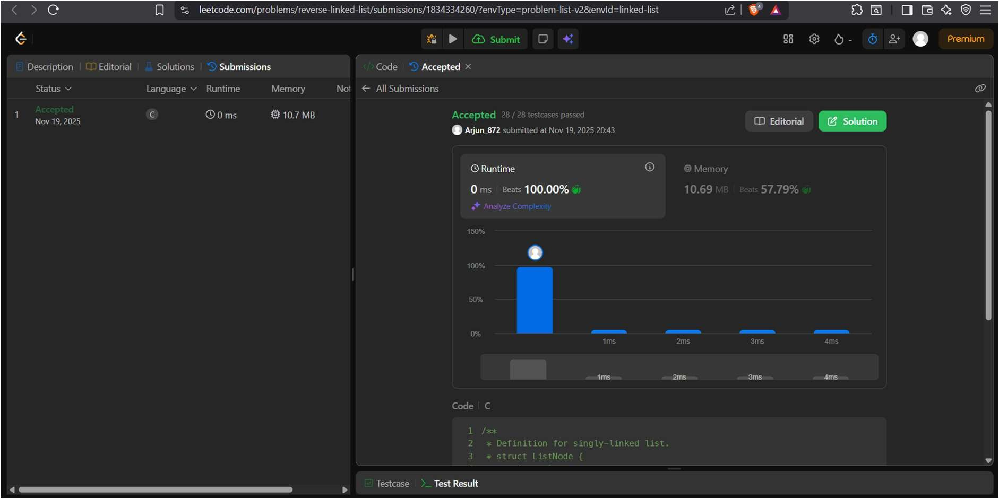 leetcode.com/problems/reverse-linked-list/submissions/1834334260/?envType=problem-list-v2&envId=linked-list
4
Submit
-
Premium
Description
Editorial
Solutions
Submissions
Status
Language
Runtime
Memory
Not
1
Accepted
Nov 19, 2025
C
0 ms
10.7 MB
</> Code
Accepted
All Submissions
Accepted 28 / 28 testcases passed
Arjun_872 submitted at Nov 19, 2025 20:43
Editorial
Solution
Runtime
0 ms | Beats 100.00%
Analyze Complexity
Memory
10.69 MB | Beats 57.79%
150%
100%
50%
0%
1ms
2ms
3ms
4ms
1ms
2ms
3ms
4ms
Code | C
1 /**
2 * Definition for singly-linked list.
3 * struct ListNode {
Testcase
>_ Test Result